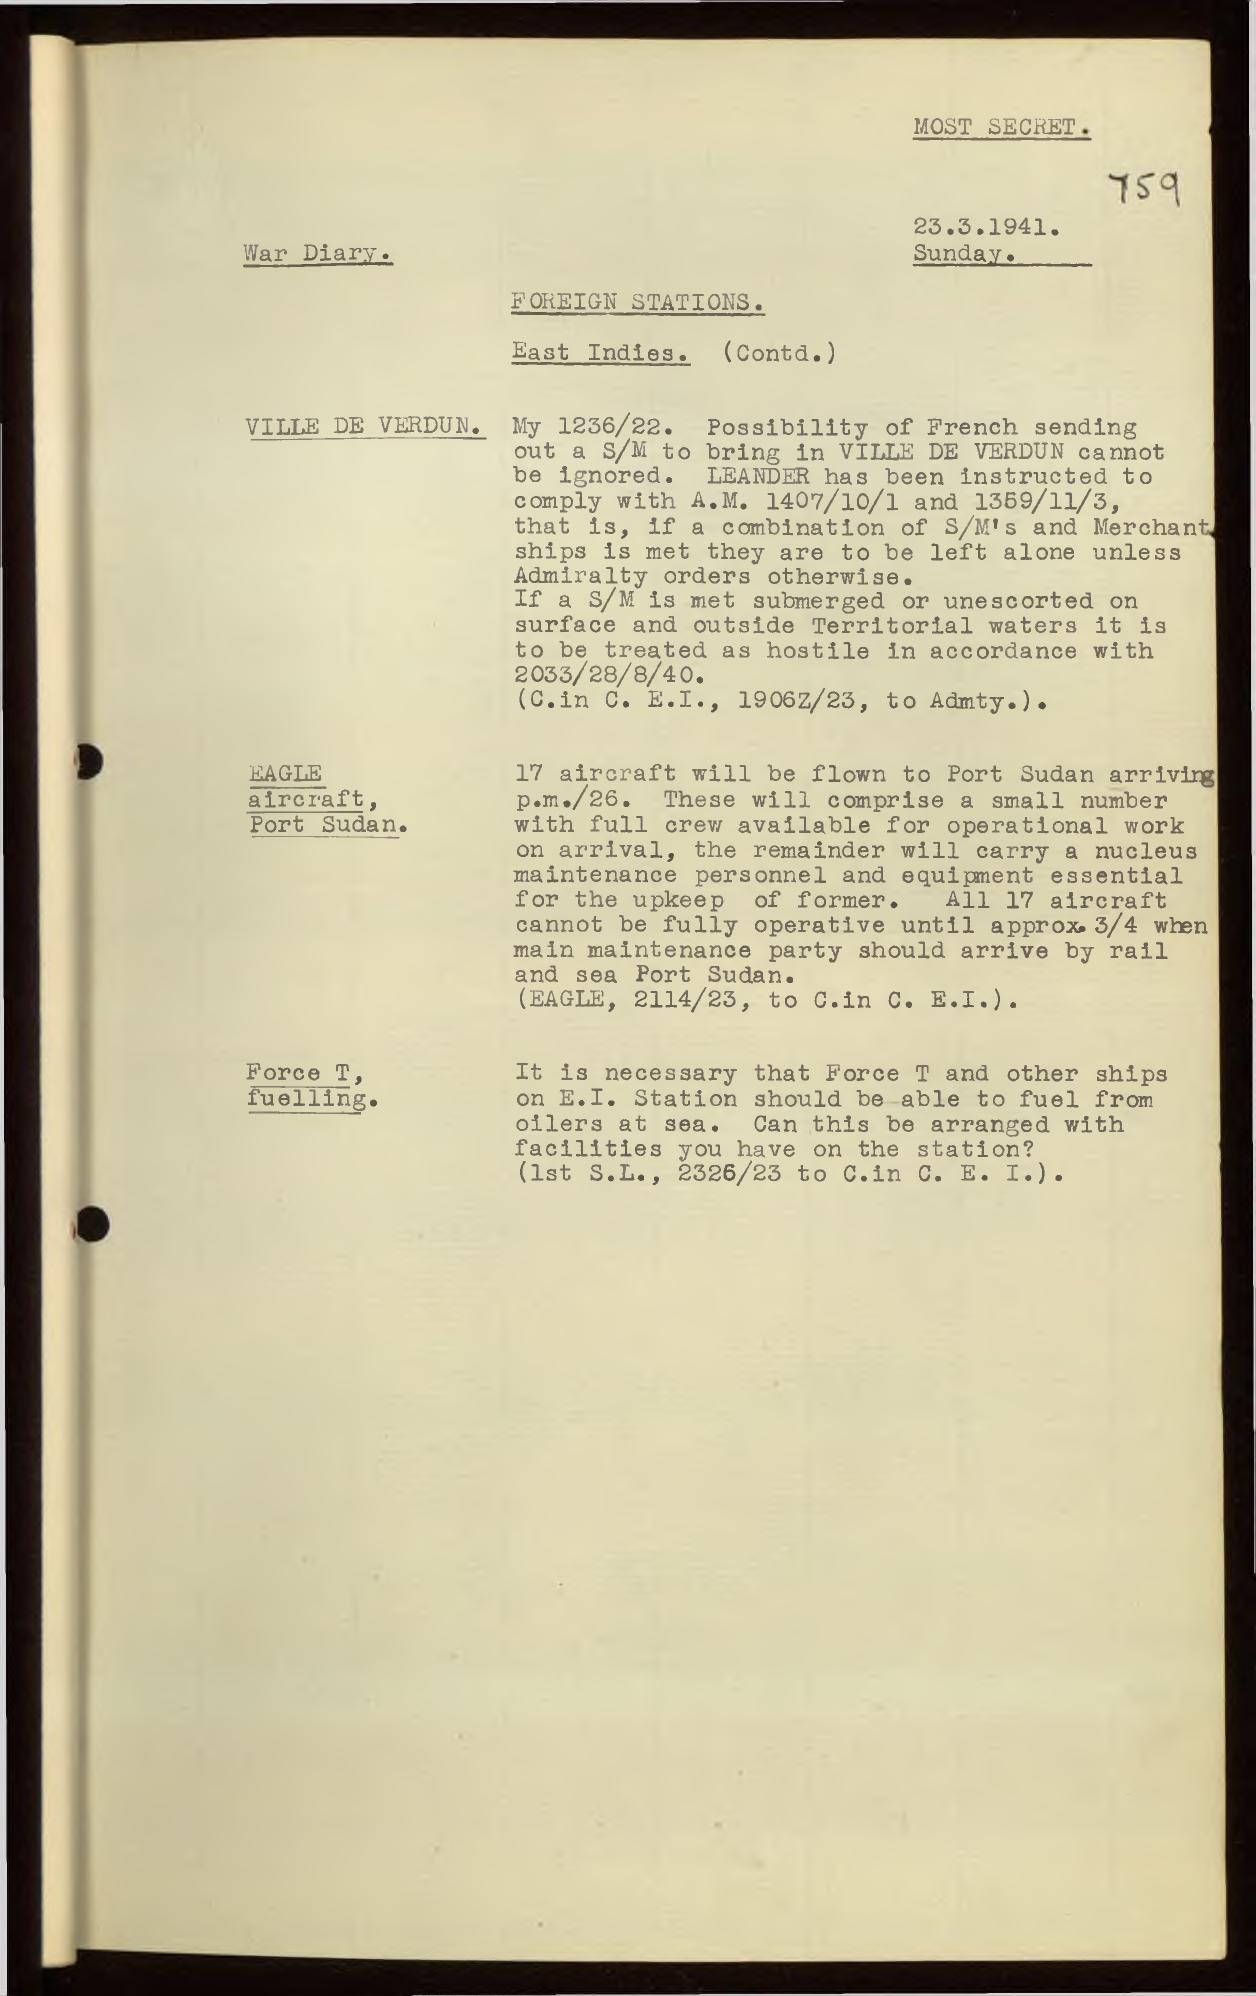 MOST SECRET.
759
23.3.1941.
War Diary.
Sunday.
FOREIGN STATIONS.
East Indies. (Contd.)
VILLE DE VERDUN. My 1236/22. Possibility of French sending
out a S/M to bring in VILLE DE VERDUN cannot
be ignored. LEANDER has been instructed to
comply with A.M. 1407/10/1 and 1359/11/3,
that is, if a combination of S/M's and Merchant
ships is met they are to be left alone unless
Admiralty orders otherwise.
If a S/M is met submerged or unescorted on
surface and outside Territorial waters it is
to be treated as hostile in accordance with
2033/28/8/40.
(C.in C. E.I., 1906Z/23, to Admty.).
EAGLE 17 aircraft will be flown to Port Sudan arriving
aircraft, p.m./26. These will comprise a small number
Port Sudan. with full crew available for operational work
on arrival, the remainder will carry a nucleus
maintenance personnel and equipment essential
for the upkeep of former. All 17 aircraft
cannot be fully operative until approx. 3/4 when
main maintenance party should arrive by rail
and sea Port Sudan.
(EAGLE, 2114/23, to C.in C. E.I.).
Force T, It is necessary that Force T and other ships
fuelling. on E.I. Station should be able to fuel from
oilers at sea. Can this be arranged with
facilities you have on the station?
(1st S.L., 2326/23 to C.in C. E. I.).